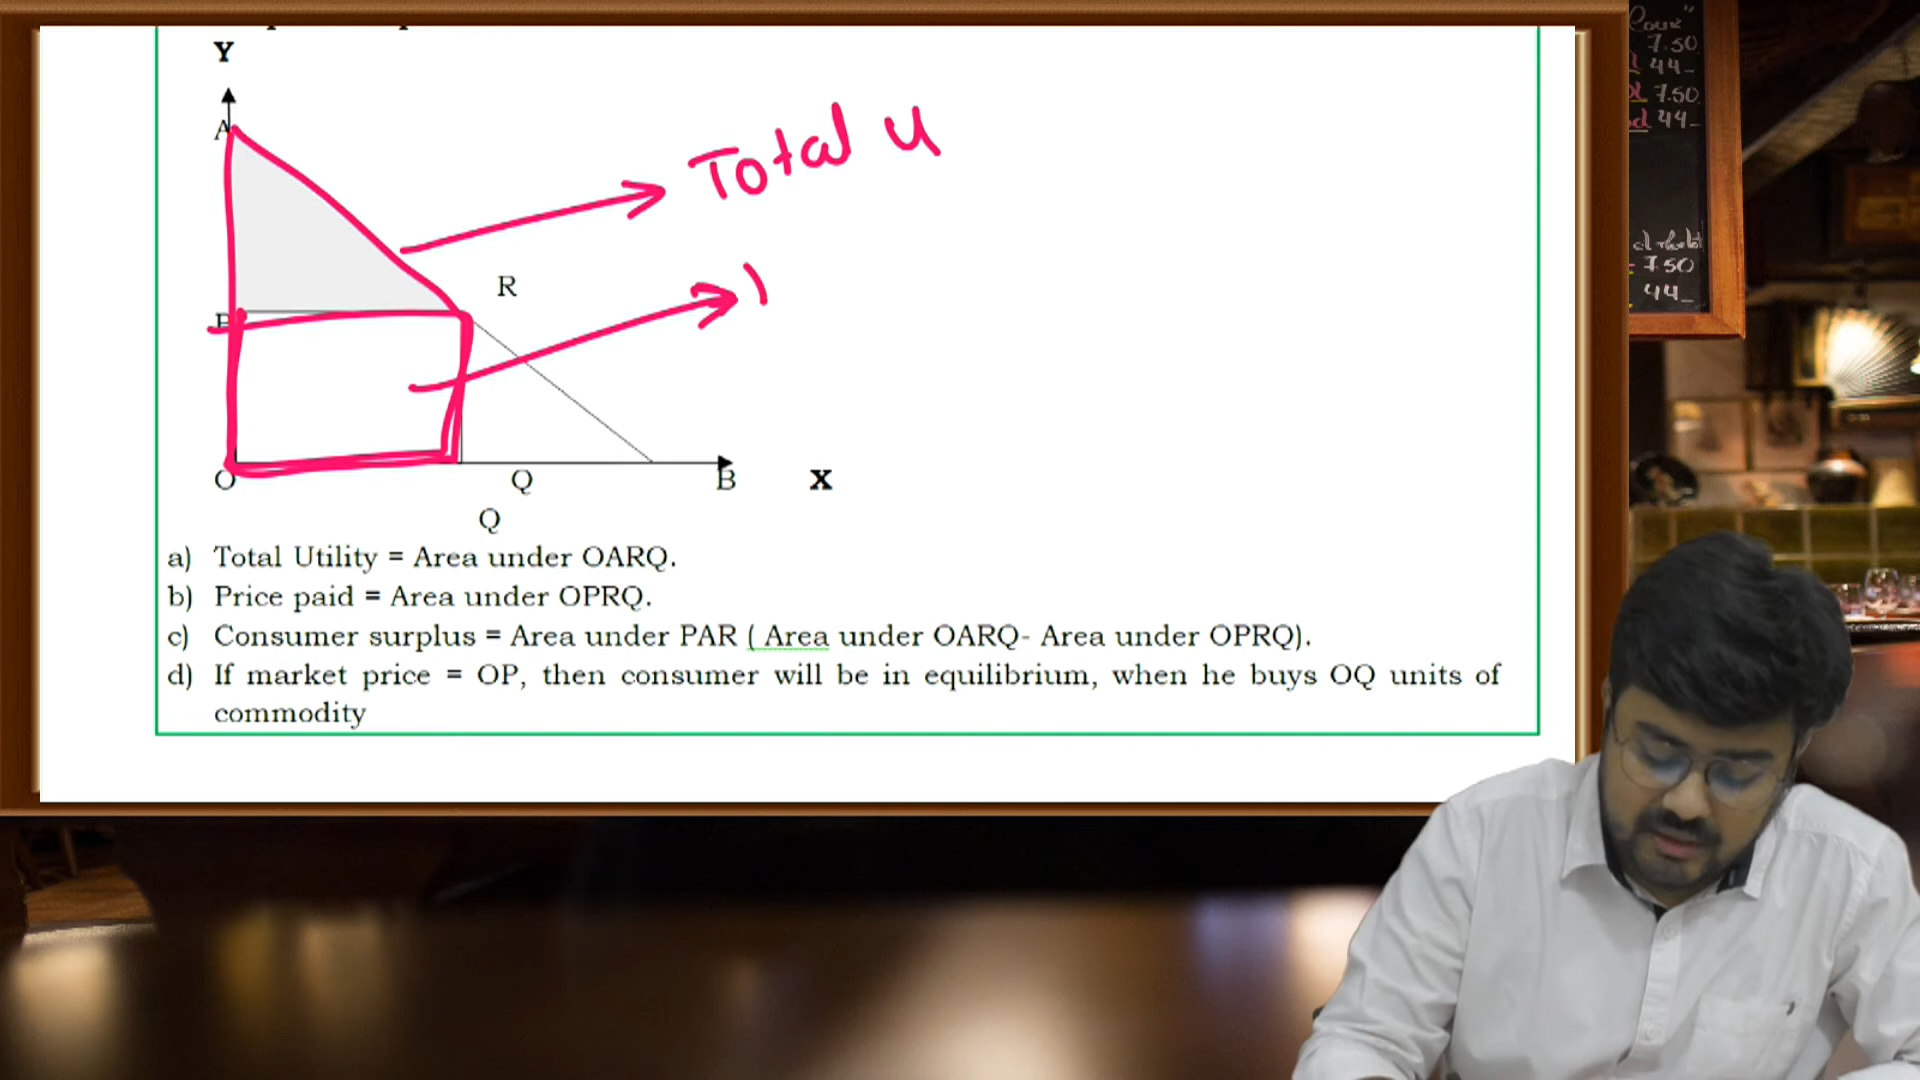 Y
A
Total U
R
P
O
Q
B
X
Q
a) Total Utility = Area under OARQ.
b) Price paid = Area under OPRQ.
c) Consumer surplus = Area under PAR ( Area under OARQ- Area under OPRQ).
d) If market price = OP, then consumer will be in equilibrium, when he buys OQ units of
commodity
7.50
44-
7.50
44-
7.50
44-